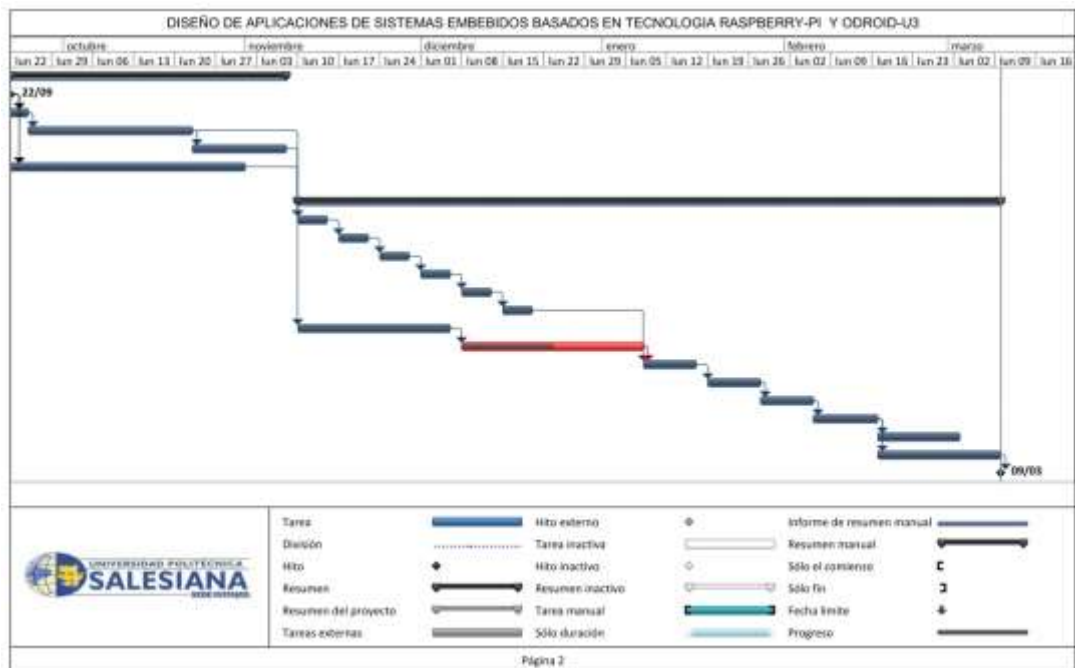 DISEÑO DE APLICACIONES DE SISTEMAS EMBEBIDOS BASADOS EN TECNOLOGIA RASPBERRY-PI Y ODROID-U3
octubre noviembre diciembre enero febrero marzo
lun 22 lun 29 lun 06 lun 13 lun 20 lun 27 lun 03 lun 10 lun 17 lun 24 lun 01 lun 08 lun 15 lun 22 lun 29 lun 05 lun 12 lun 19 lun 26 lun 02 lun 09 lun 16 lun 23 lun 02 lun 09 lun 16
22/09
09/03
Tarea Hito externo Informe de resumen manual
División Tarea inactiva Resumen manual
Hito Hito inactivo Sólo el comienzo
Resumen Resumen inactivo Sólo fin
Resumen del proyecto Tarea manual Fecha límite
Tareas externas Sólo duración Progreso
UNIVERSIDAD POLITÉCNICA
SALESIANA
Página 2